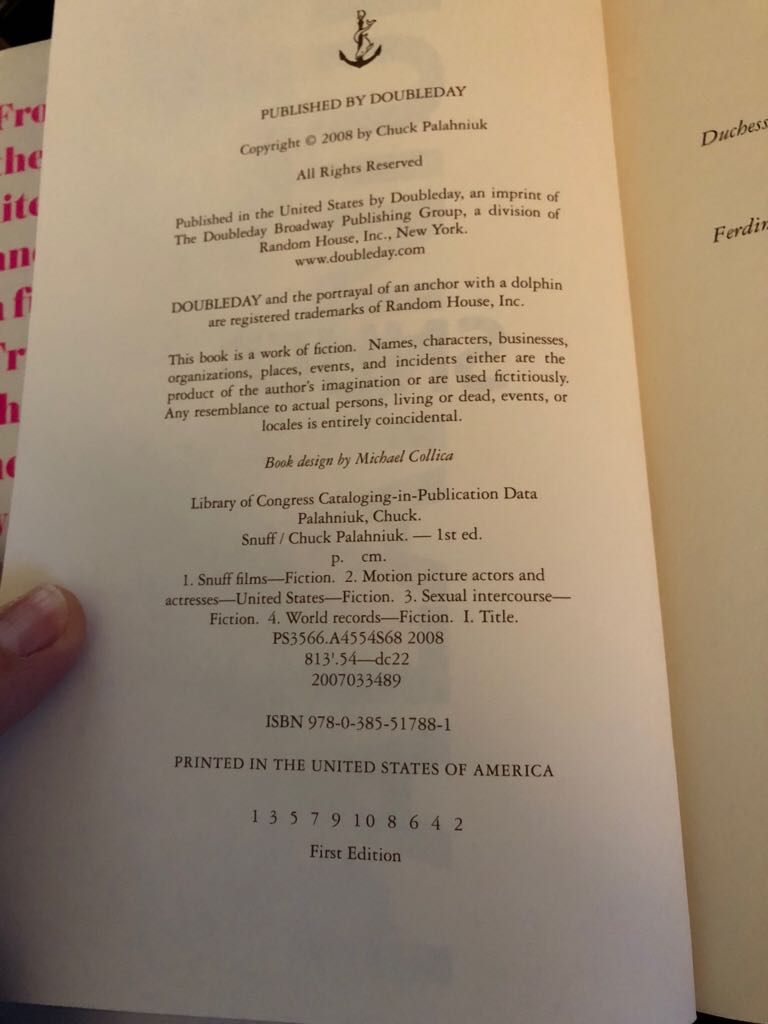 PUBLISHED BY DOUBLEDAY
Copyright © 2008 by Chuck Palahniuk
All Rights Reserved
Published in the United States by Doubleday, an imprint of
The Doubleday Broadway Publishing Group, a division of
Random House, Inc., New York.
www.doubleday.com
DOUBLEDAY and the portrayal of an anchor with a dolphin
are registered trademarks of Random House, Inc.
This book is a work of fiction. Names, characters, businesses,
organizations, places, events, and incidents either are the
product of the author's imagination or are used fictitiously.
Any resemblance to actual persons, living or dead, events, or
locales is entirely coincidental.
Book design by Michael Collica
Library of Congress Cataloging-in-Publication Data
Palahniuk, Chuck.
Snuff / Chuck Palahniuk. — 1st ed.
p. cm.
1. Snuff films—Fiction. 2. Motion picture actors and
actresses—United States—Fiction. 3. Sexual intercourse—
Fiction. 4. World records—Fiction. I. Title.
PS3566.A4554S68 2008
813'.54—dc22
2007033489
ISBN 978-0-385-51788-1
PRINTED IN THE UNITED STATES OF AMERICA
1 3 5 7 9 10 8 6 4 2
First Edition
Duchess